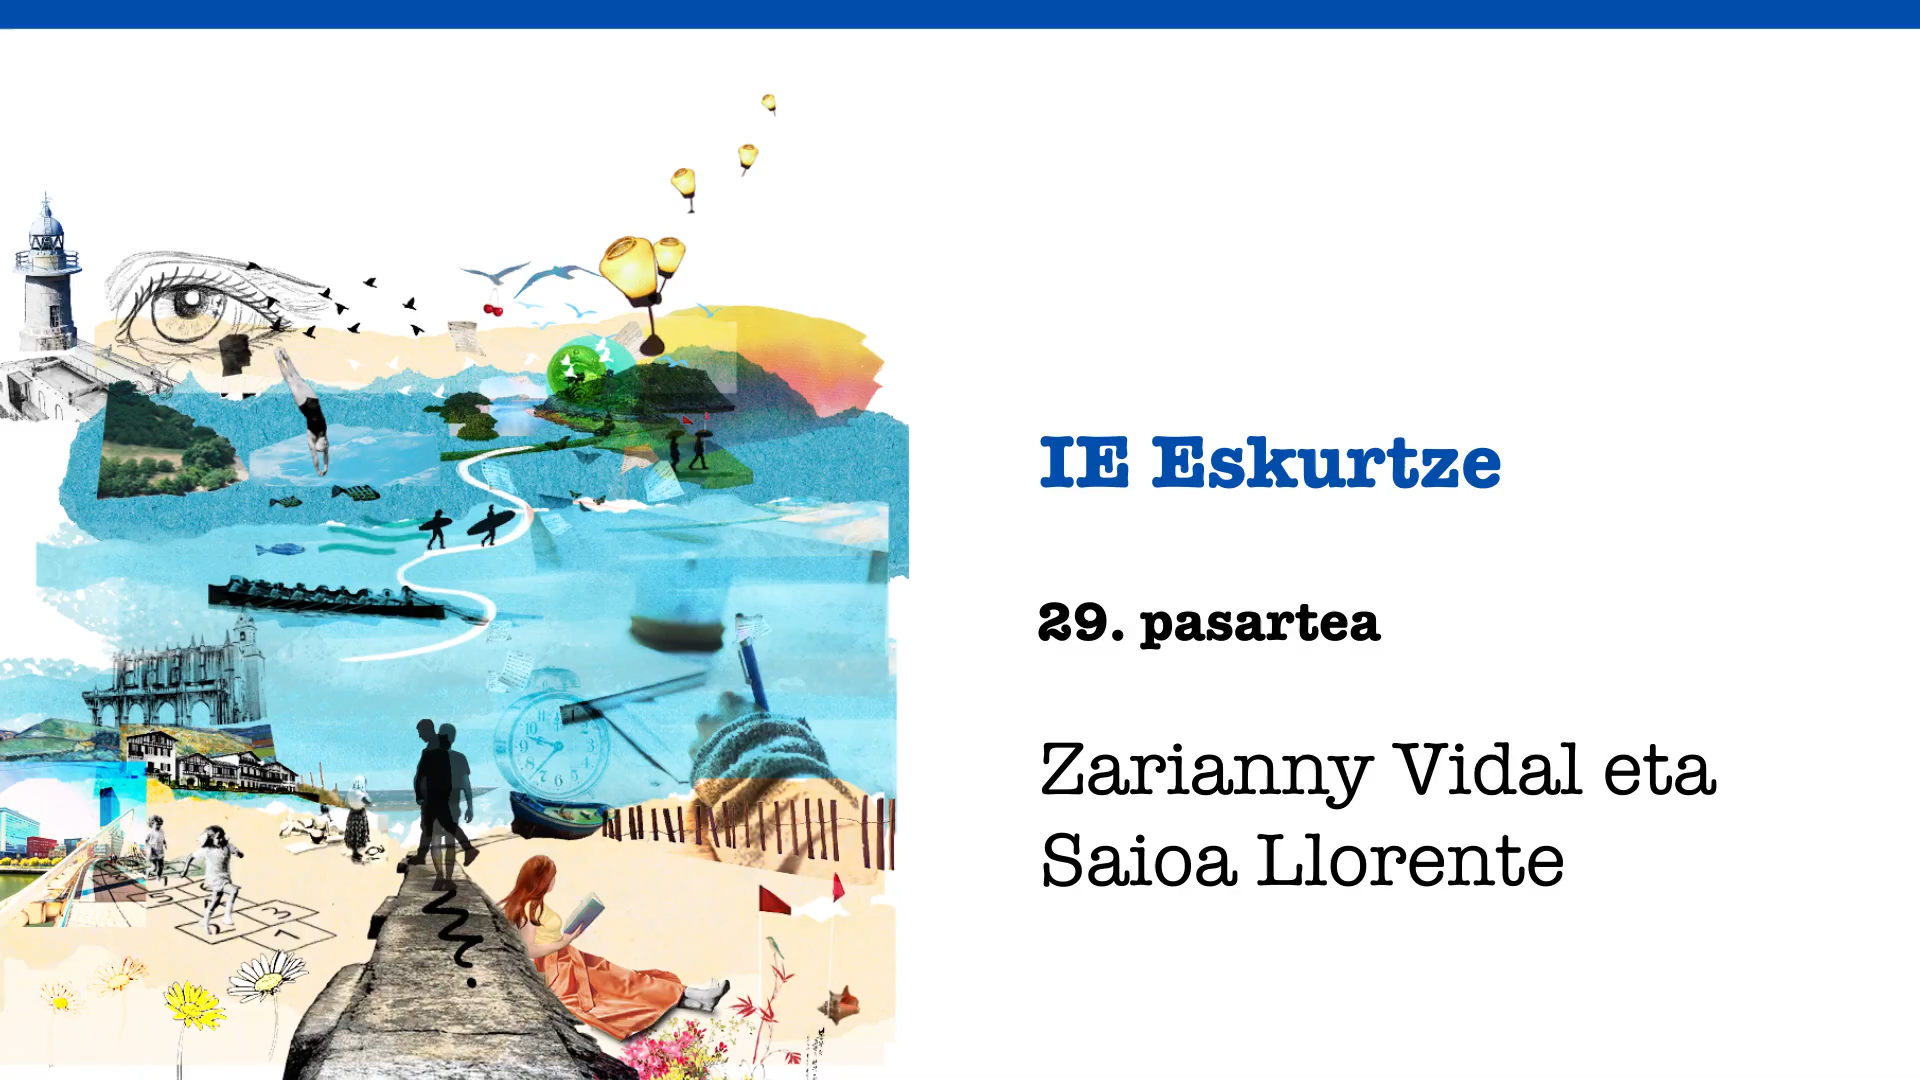 IE Eskurtze
29. pasartea
Zarianny Vidal eta
Saioa Llorente